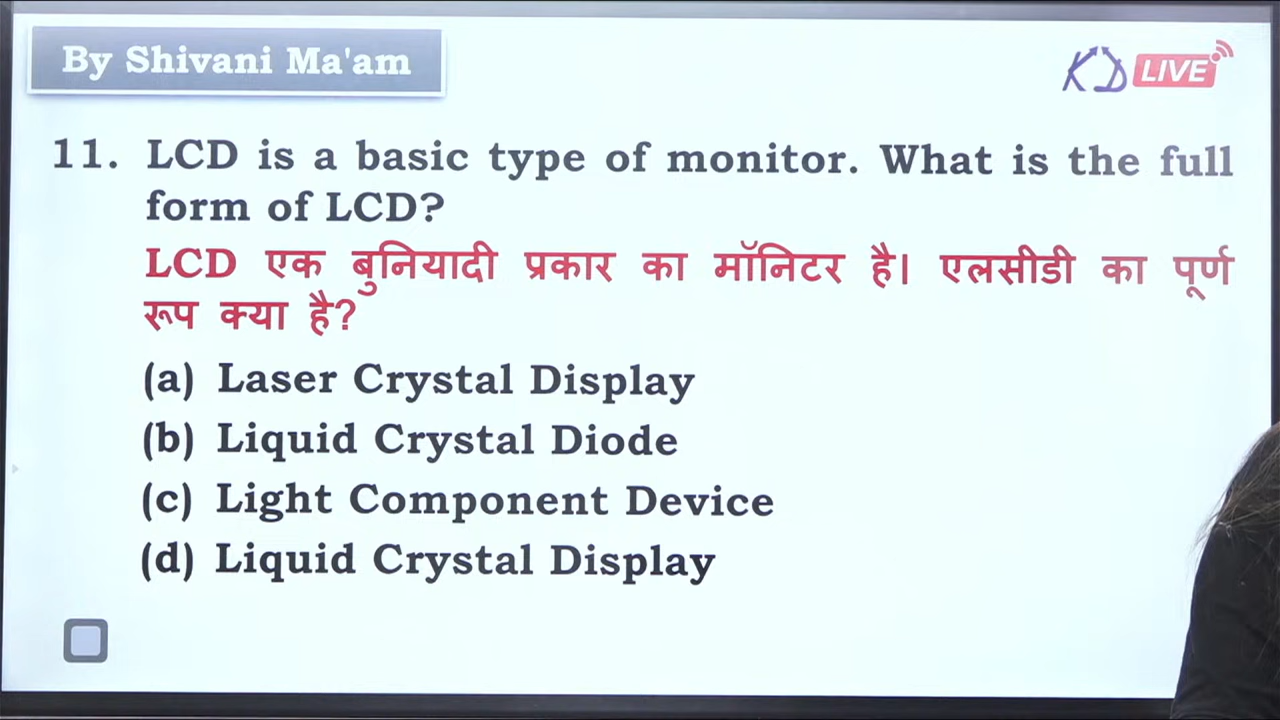 By Shivani Ma'am
KD LIVE
11. LCD is a basic type of monitor. What is the full
form of LCD?
LCD एक बुनियादी प्रकार का मॉनिटर है। एलसीडी का पूर्ण
रूप क्या है?
(a) Laser Crystal Display
(b) Liquid Crystal Diode
(c) Light Component Device
(d) Liquid Crystal Display